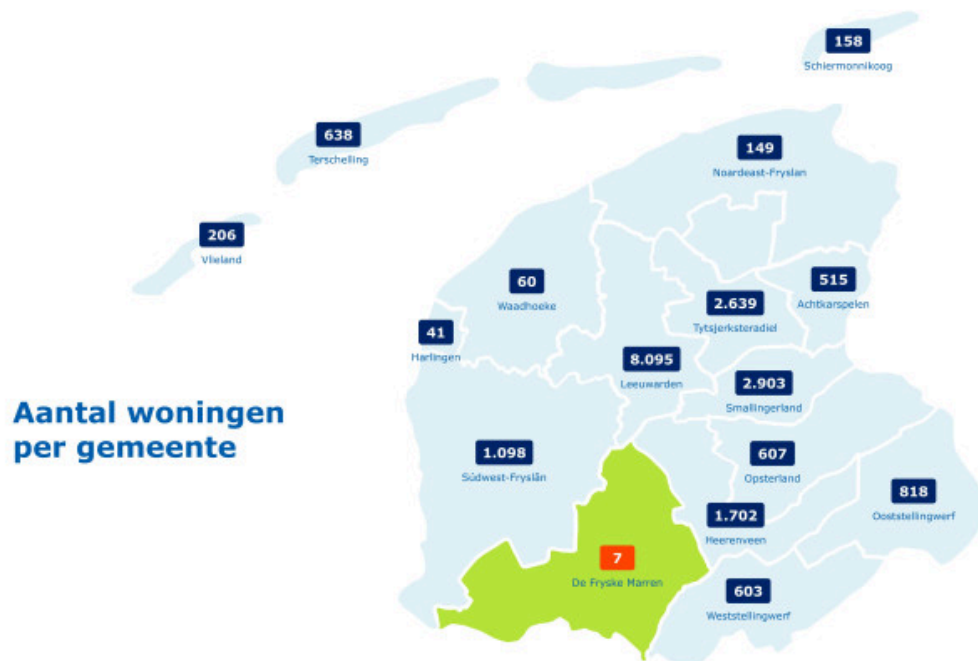 158
Schiermonnikoog
638
Terschelling
149
Noardeast-Fryslan
206
Vlieland
60
Waadhoeke
515
Achtkarspelen
2.639
Tytsjerksteradiel
41
Harlingen
8.095
Leeuwarden
2.903
Smallingerland
Aantal woningen
per gemeente
1.098
Súdwest-Fryslân
607
Opsterland
818
Ooststellingwerf
1.702
Heerenveen
7
De Fryske Marren
603
Weststellingwerf